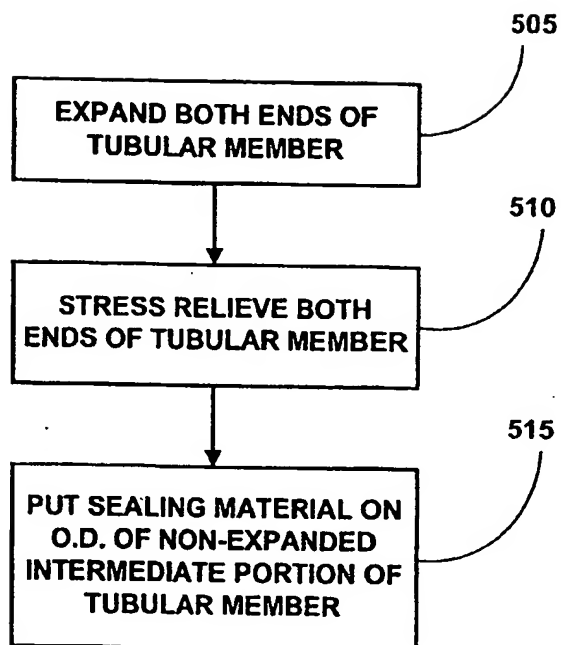 505
EXPAND BOTH ENDS OF
TUBULAR MEMBER
510
STRESS RELIEVE BOTH
ENDS OF TUBULAR MEMBER
515
PUT SEALING MATERIAL ON
O.D. OF NON-EXPANDED
INTERMEDIATE PORTION OF
TUBULAR MEMBER